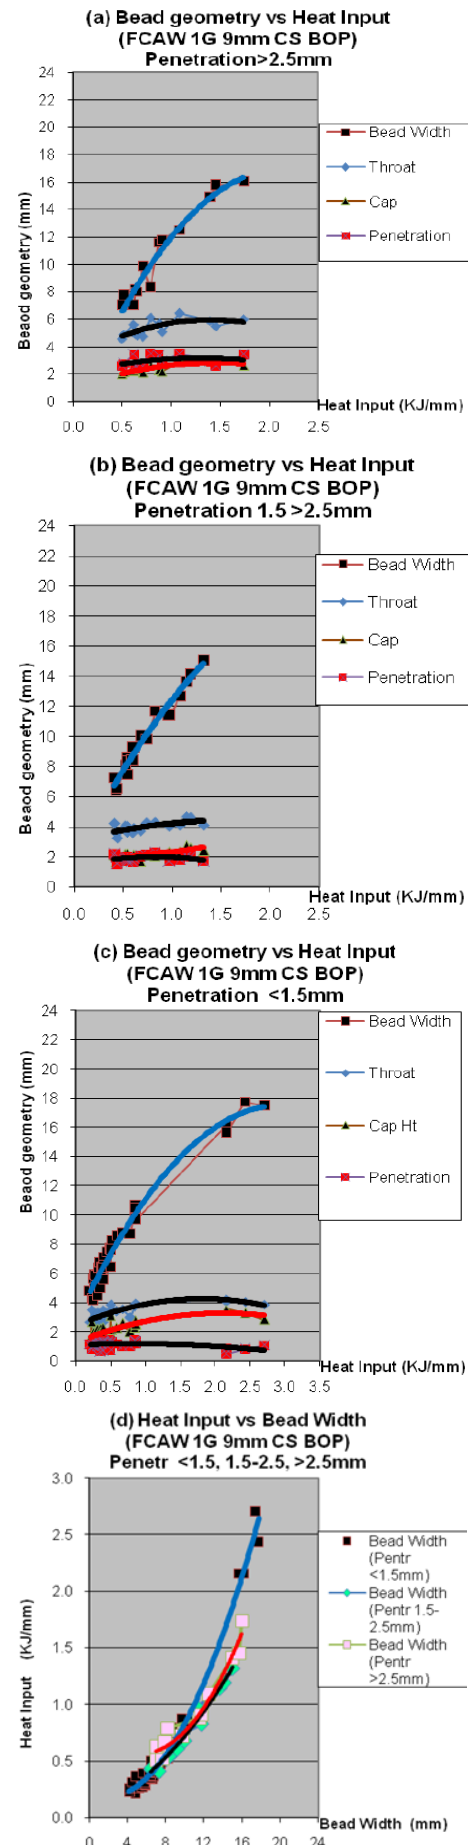 (a) Bead geometry vs Heat Input
(FCAW 1G 9mm CS BOP)
Penetration>2.5mm
24
22
20
18
16
14
12
10
8
6
4
2
0
Beaod geometry (mm)
Bead Width
Throat
Cap
Penetration
Heat Input (KJ/mm)
0.0 0.5 1.0 1.5 2.0 2.5
(b) Bead geometry vs Heat Input
(FCAW 1G 9mm CS BOP)
Penetration 1.5 >2.5mm
24
22
20
18
16
14
12
10
8
6
4
2
0
Beaod geometry (mm)
Bead Width
Throat
Cap
Penetration
Heat Input (KJ/mm)
0.0 0.5 1.0 1.5 2.0 2.5
(c) Bead geometry vs Heat Input
(FCAW 1G 9mm CS BOP)
Penetration <1.5mm
24
22
20
18
16
14
12
10
8
6
4
2
0
Beaod geometry (mm)
Bead Width
Throat
Cap Ht
Penetration
Heat Input (KJ/mm)
0.0 0.5 1.0 1.5 2.0 2.5 3.0 3.5
(d) Heat Input vs Bead Width
(FCAW 1G 9mm CS BOP)
Penetr <1.5, 1.5-2.5, >2.5mm
3.0
2.5
2.0
1.5
1.0
0.5
0.0
Heat Input (KJ/mm)
Bead Width
(Pentr
<1.5mm)
Bead Width
(Pentr 1.5-
2.5mm)
Bead Width
(Pentr
>2.5mm)
Bead Width (mm)
0 4 8 12 16 20 24